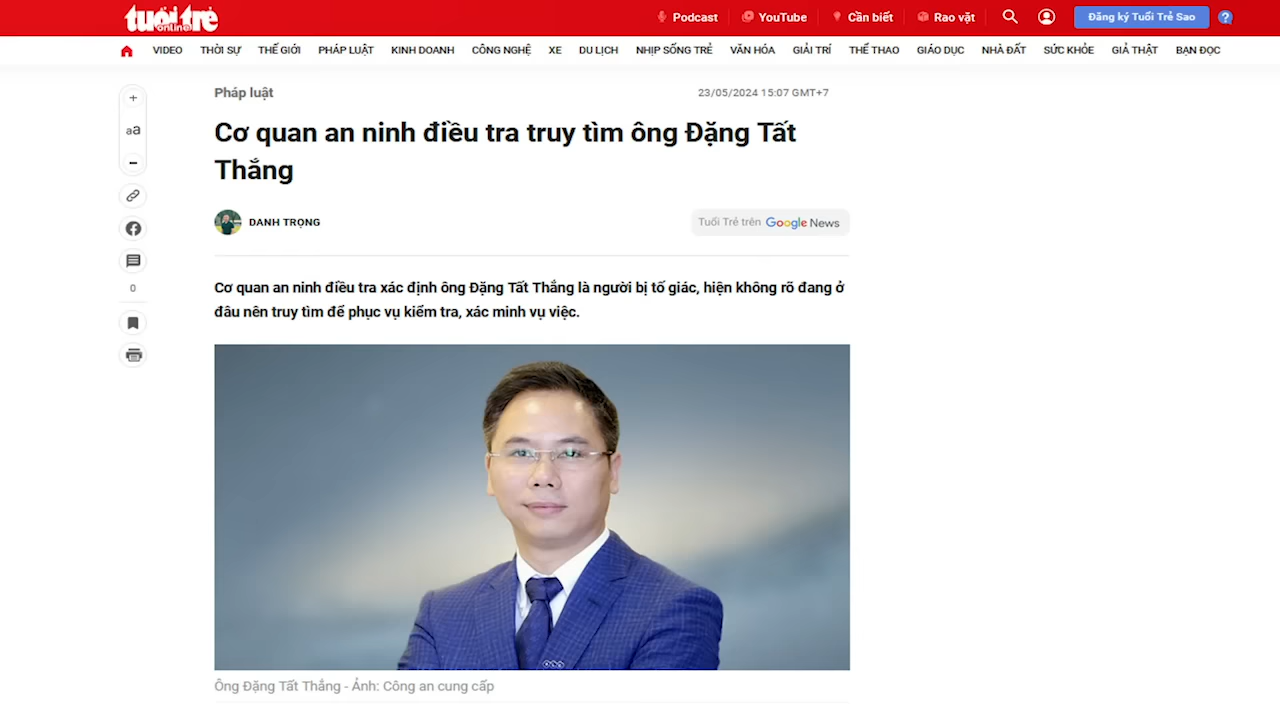 tuổi trẻ
online
Podcast
YouTube
Cần biết
Rao vặt
Đăng ký Tuổi Trẻ Sao
?
VIDEO
THỜI SỰ
THẾ GIỚI
PHÁP LUẬT
KINH DOANH
CÔNG NGHỆ
XE
DU LỊCH
NHỊP SỐNG TRẺ
VĂN HÓA
GIẢI TRÍ
THỂ THAO
GIÁO DỤC
NHÀ ĐẤT
SỨC KHỎE
GIẢ THẬT
BẠN ĐỌC
+
aa
-
0
Pháp luật
23/05/2024 15:07 GMT+7
Cơ quan an ninh điều tra truy tìm ông Đặng Tất
Thắng
DANH TRỌNG
Tuổi Trẻ trên Google News
Cơ quan an ninh điều tra xác định ông Đặng Tất Thắng là người bị tố giác, hiện không rõ đang ở
đâu nên truy tìm để phục vụ kiểm tra, xác minh vụ việc.
Ông Đặng Tất Thắng - Ảnh: Công an cung cấp